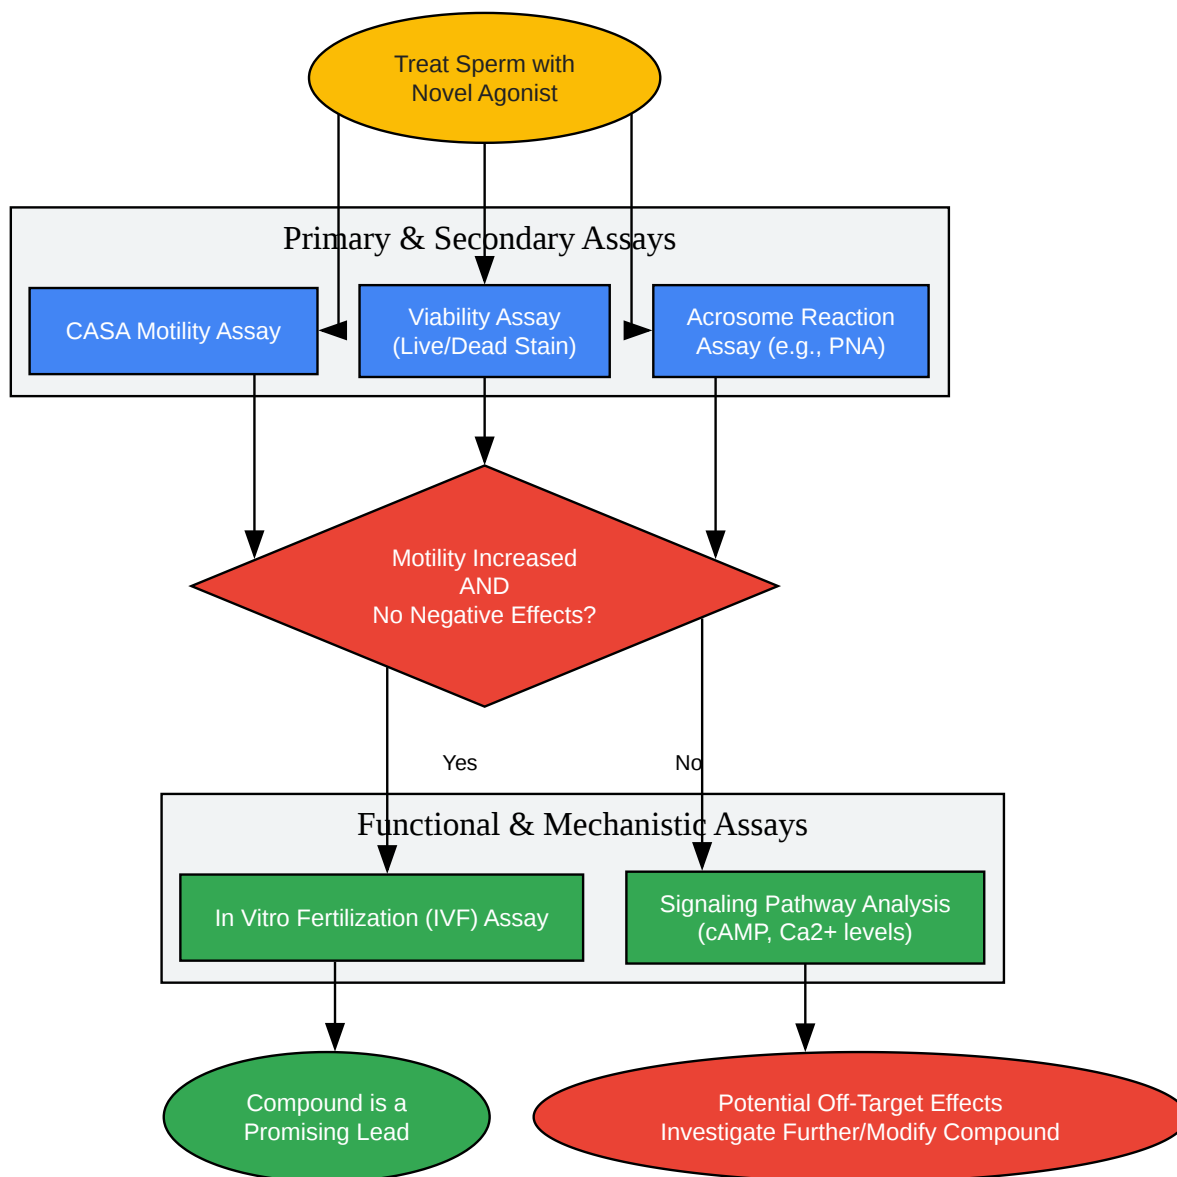 Treat Sperm with
Novel Agonist
Primary & Secondary Assays
CASA Motility Assay
Viability Assay
(Live/Dead Stain)
Acrosome Reaction
Assay (e.g., PNA)
Motility Increased
AND
No Negative Effects?
Yes
No
Functional & Mechanistic Assays
In Vitro Fertilization (IVF) Assay
Signaling Pathway Analysis
(cAMP, Ca2+ levels)
Compound is a
Promising Lead
Potential Off-Target Effects
Investigate Further/Modify Compound